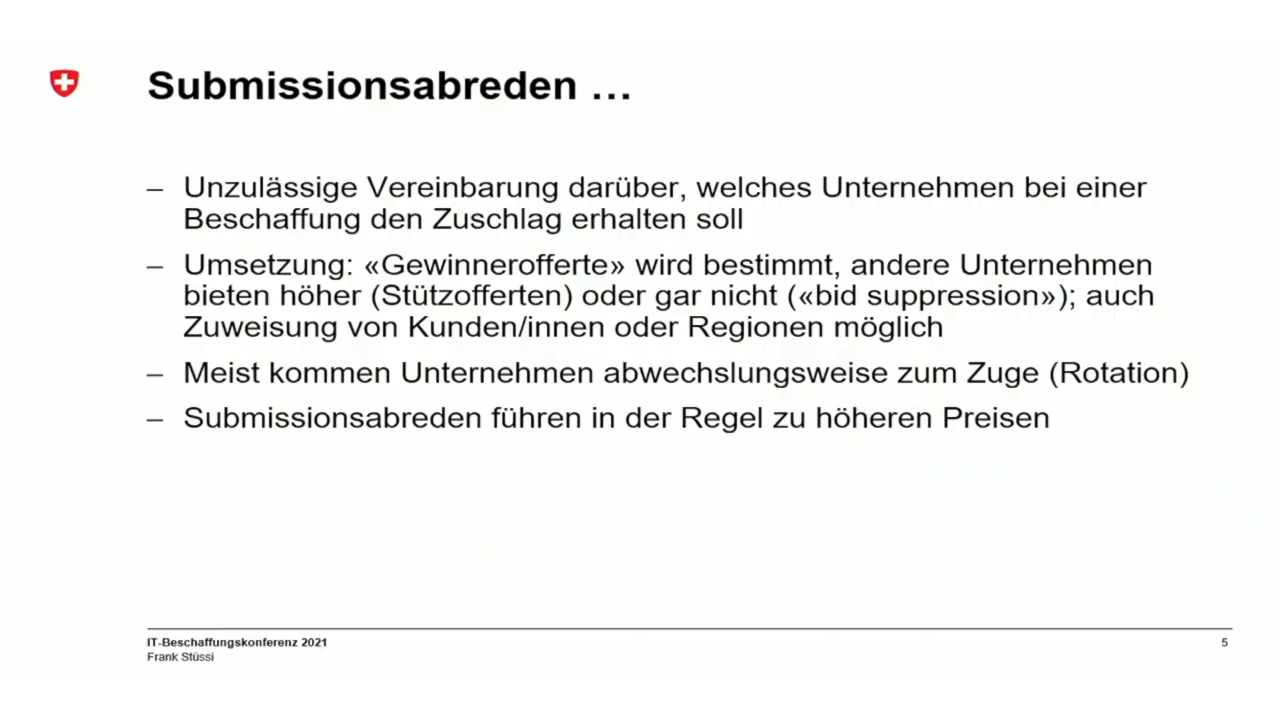 Submissionsabreden …
– Unzulässige Vereinbarung darüber, welches Unternehmen bei einer
Beschaffung den Zuschlag erhalten soll
– Umsetzung: «Gewinnerofferte» wird bestimmt, andere Unternehmen
bieten höher (Stützofferten) oder gar nicht («bid suppression»); auch
Zuweisung von Kunden/innen oder Regionen möglich
– Meist kommen Unternehmen abwechslungsweise zum Zuge (Rotation)
– Submissionsabreden führen in der Regel zu höheren Preisen
IT-Beschaffungskonferenz 2021
Frank Stüssi
5